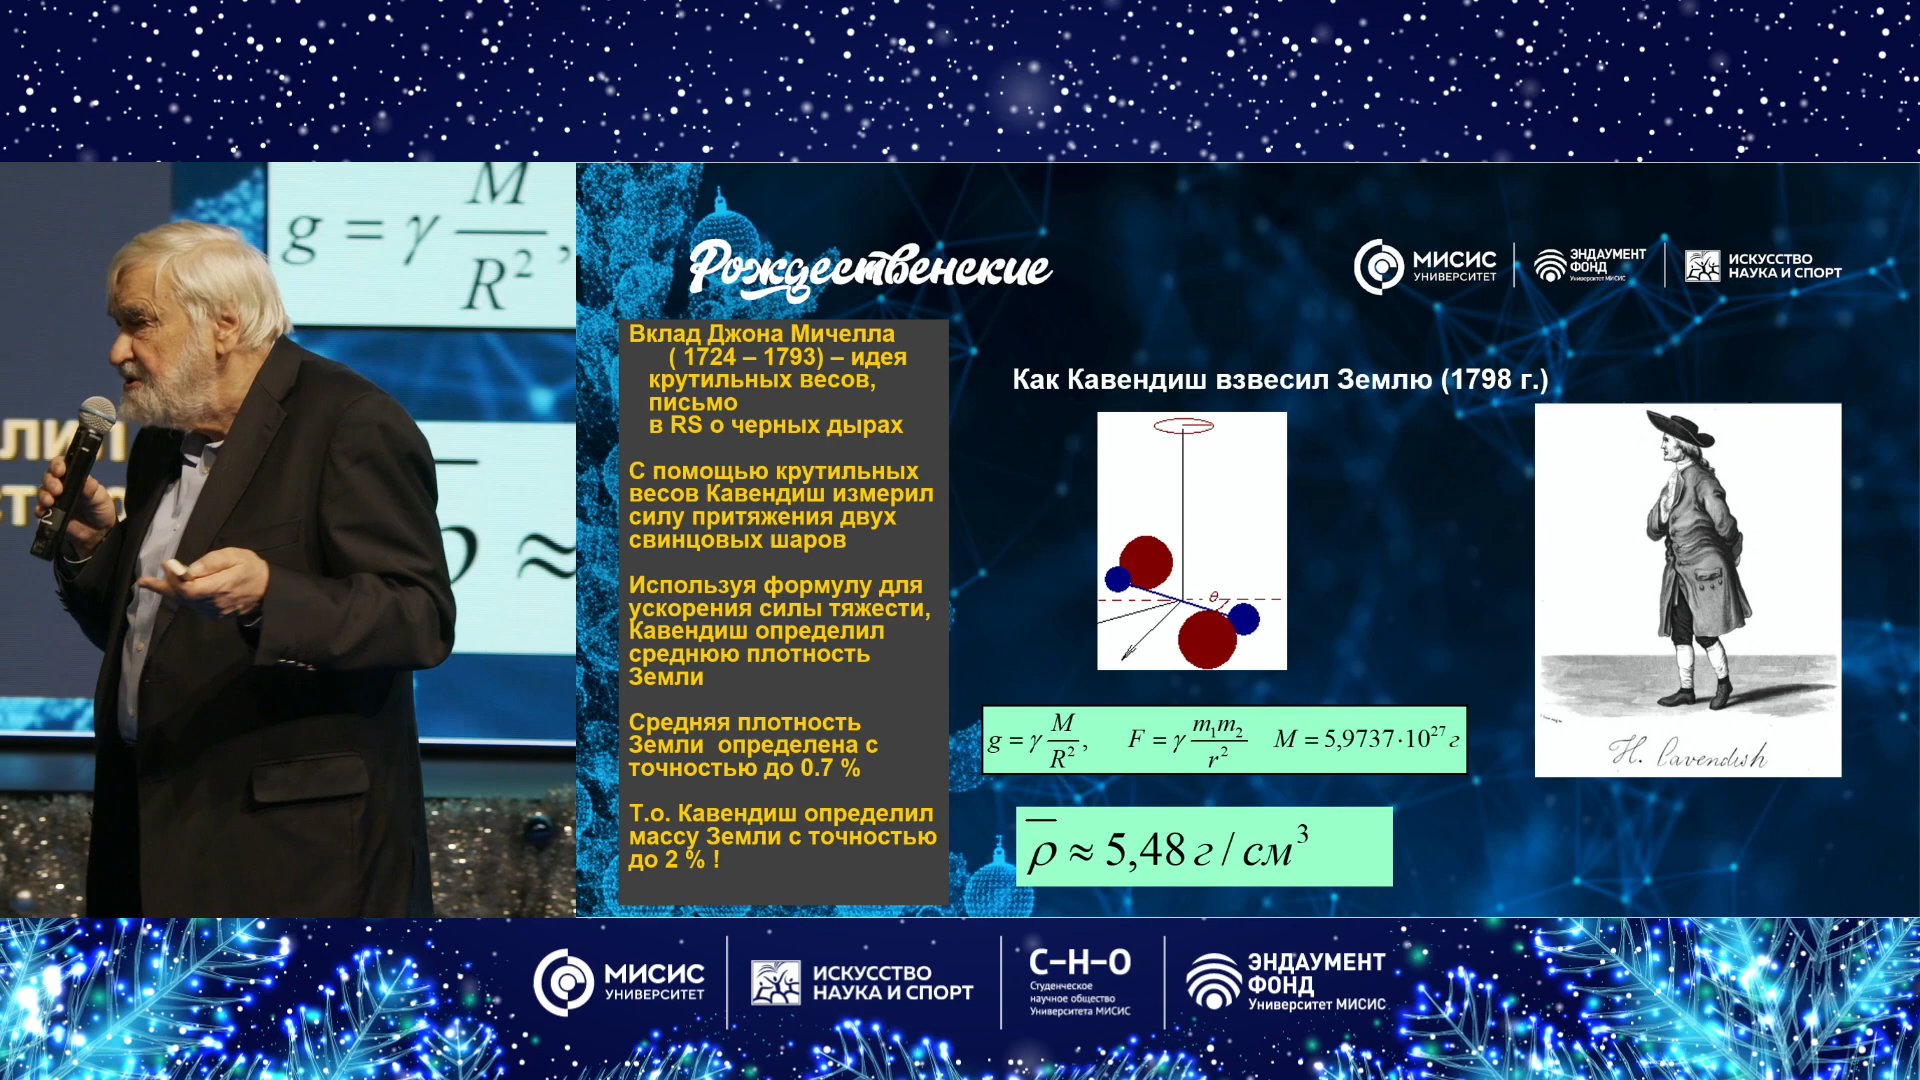 g = γ M/R²,
≈
Рождественские
МИСИС
УНИВЕРСИТЕТ
ЭНДАУМЕНТ
ФОНД
Университет МИСИС
ИСКУССТВО
НАУКА И СПОРТ
Вклад Джона Мичелла
( 1724 – 1793) – идея
крутильных весов,
письмо
в RS о черных дырах
С помощью крутильных
весов Кавендиш измерил
силу притяжения двух
свинцовых шаров
Используя формулу для
ускорения силы тяжести,
Кавендиш определил
среднюю плотность
Земли
Средняя плотность
Земли определена с
точностью до 0.7 %
Т.о. Кавендиш определил
массу Земли с точностью
до 2 % !
Как Кавендиш взвесил Землю (1798 г.)
θ
H. Cavendish
g = γ M/R², F = γ m₁m₂/r² M = 5,9737·10²⁷ г
ρ̅ ≈ 5,48 г / см³
МИСИС
УНИВЕРСИТЕТ
ИСКУССТВО
НАУКА И СПОРТ
С–Н–О
Студенческое
научное общество
Университета МИСИС
ЭНДАУМЕНТ
ФОНД
Университет МИСИС